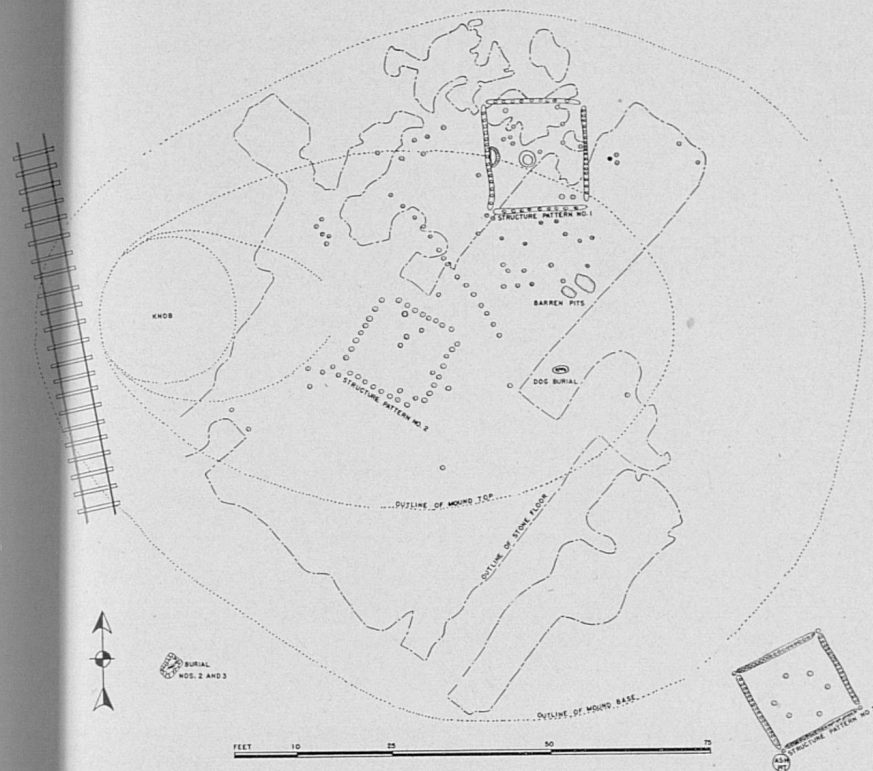 STRUCTURE PATTERN NO. 1
KNOB
BARREN PITS
DOG BURIAL
STRUCTURE PATTERN NO. 2
OUTLINE OF MOUND TOP
OUTLINE OF STONE FLOOR
BURIAL
NOS. 2 AND 3
OUTLINE OF MOUND BASE
STRUCTURE PATTERN NO.
ASH
PIT
FEET 10 25 50 75